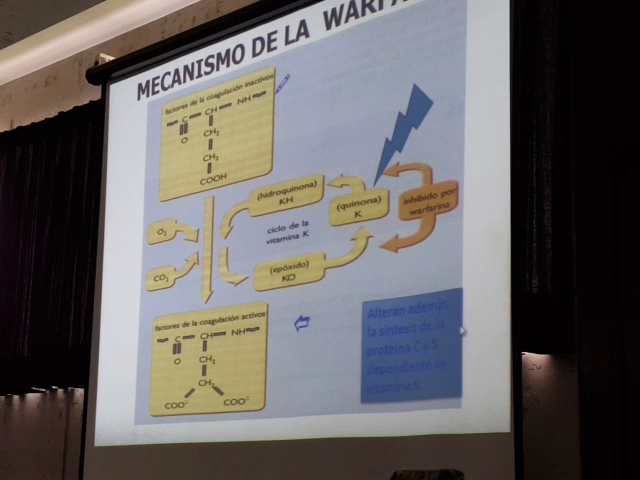 MECANISMO DE LA WARFA
factores de la coagulación inactivos
C CH NH
O CH₂
CH₂
COOH
(hidroquinona)
KH
(quinona)
K
inhibido por
warfarina
O₂
ciclo de la
vitamina K
CO₂
(epóxido)
KO
factores de la coagulación activos
C CH NH
O CH₂
CH₂
COO⁻ COO⁻
Alteran además
la síntesis de la
proteína C y S
dependiente de
vitamina K